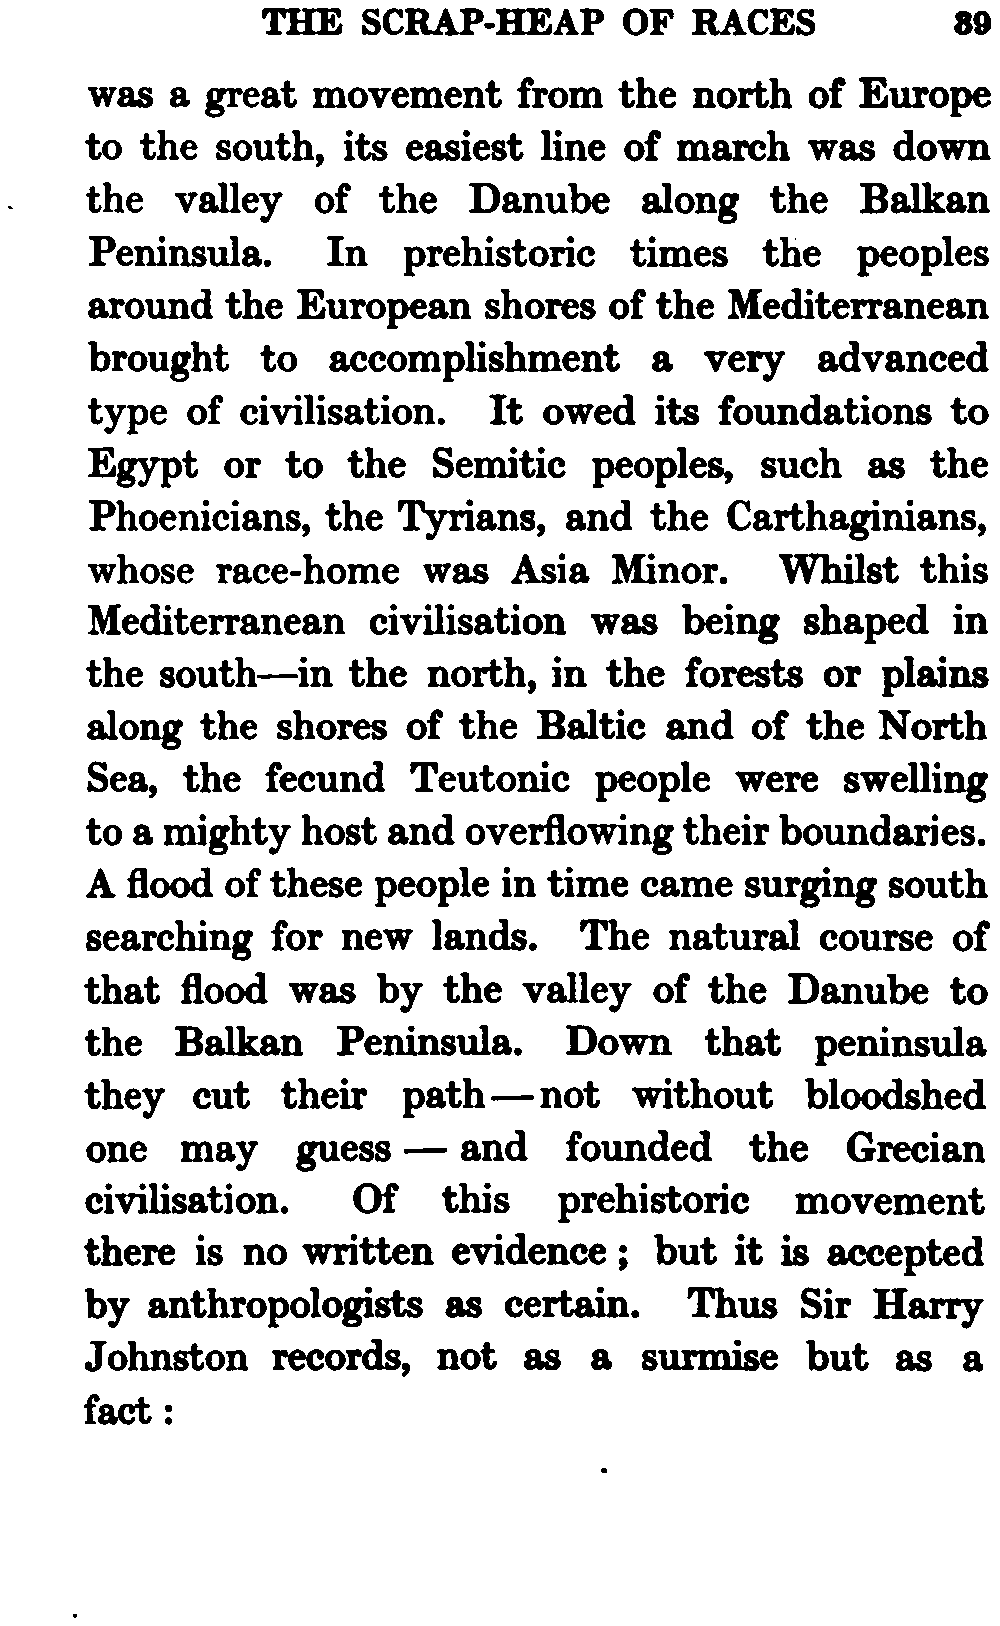 THE SCRAP-HEAP OF RACES 89
was a great movement from the north of Europe
to the south, its easiest line of march was down
the valley of the Danube along the Balkan
Peninsula. In prehistoric times the peoples
around the European shores of the Mediterranean
brought to accomplishment a very advanced
type of civilisation. It owed its foundations to
Egypt or to the Semitic peoples, such as the
Phoenicians, the Tyrians, and the Carthaginians,
whose race-home was Asia Minor. Whilst this
Mediterranean civilisation was being shaped in
the south—in the north, in the forests or plains
along the shores of the Baltic and of the North
Sea, the fecund Teutonic people were swelling
to a mighty host and overflowing their boundaries.
A flood of these people in time came surging south
searching for new lands. The natural course of
that flood was by the valley of the Danube to
the Balkan Peninsula. Down that peninsula
they cut their path—not without bloodshed
one may guess — and founded the Grecian
civilisation. Of this prehistoric movement
there is no written evidence; but it is accepted
by anthropologists as certain. Thus Sir Harry
Johnston records, not as a surmise but as a
fact: